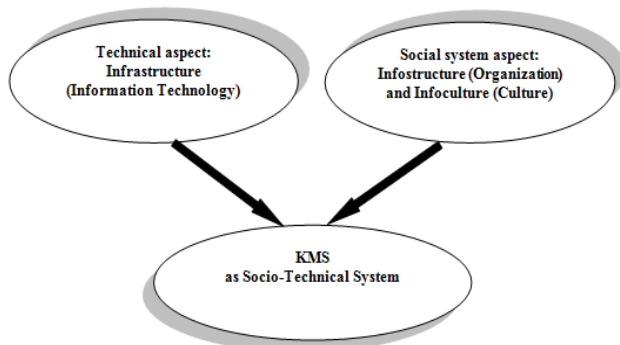 Technical aspect:
Infrastructure
(Information Technology)
Social system aspect:
Infostructure (Organization)
and Infoculture (Culture)
KMS
as Socio-Technical System